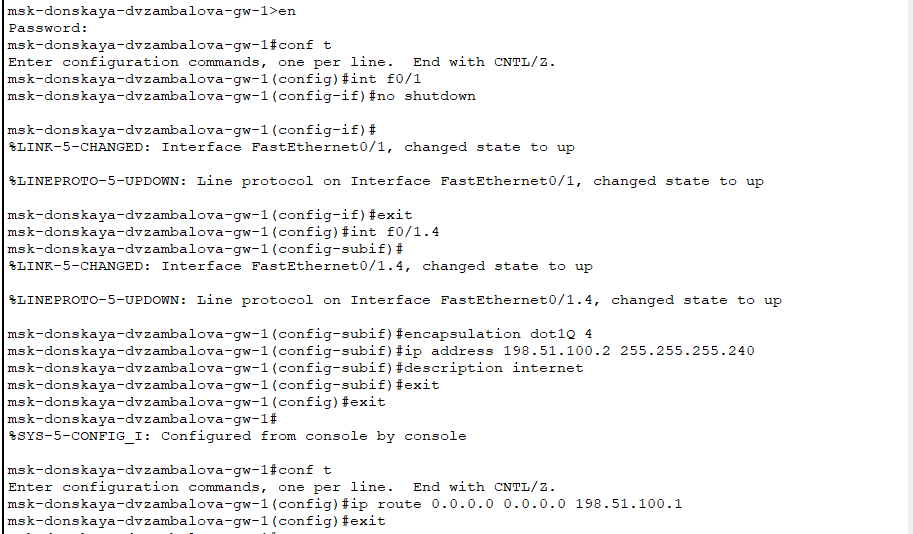 msk-donskaya-dvzambalova-gw-1>en
Password:
msk-donskaya-dvzambalova-gw-1#conf t
Enter configuration commands, one per line.  End with CNTL/Z.
msk-donskaya-dvzambalova-gw-1(config)#int f0/1
msk-donskaya-dvzambalova-gw-1(config-if)#no shutdown
msk-donskaya-dvzambalova-gw-1(config-if)#
%LINK-5-CHANGED: Interface FastEthernet0/1, changed state to up
%LINEPROTO-5-UPDOWN: Line protocol on Interface FastEthernet0/1, changed state to up
msk-donskaya-dvzambalova-gw-1(config-if)#exit
msk-donskaya-dvzambalova-gw-1(config)#int f0/1.4
msk-donskaya-dvzambalova-gw-1(config-subif)#
%LINK-5-CHANGED: Interface FastEthernet0/1.4, changed state to up
%LINEPROTO-5-UPDOWN: Line protocol on Interface FastEthernet0/1.4, changed state to up
msk-donskaya-dvzambalova-gw-1(config-subif)#encapsulation dot1Q 4
msk-donskaya-dvzambalova-gw-1(config-subif)#ip address 198.51.100.2 255.255.255.240
msk-donskaya-dvzambalova-gw-1(config-subif)#description internet
msk-donskaya-dvzambalova-gw-1(config-subif)#exit
msk-donskaya-dvzambalova-gw-1(config)#exit
msk-donskaya-dvzambalova-gw-1#
%SYS-5-CONFIG_I: Configured from console by console
msk-donskaya-dvzambalova-gw-1#conf t
Enter configuration commands, one per line.  End with CNTL/Z.
msk-donskaya-dvzambalova-gw-1(config)#ip route 0.0.0.0 0.0.0.0 198.51.100.1
msk-donskaya-dvzambalova-gw-1(config)#exit